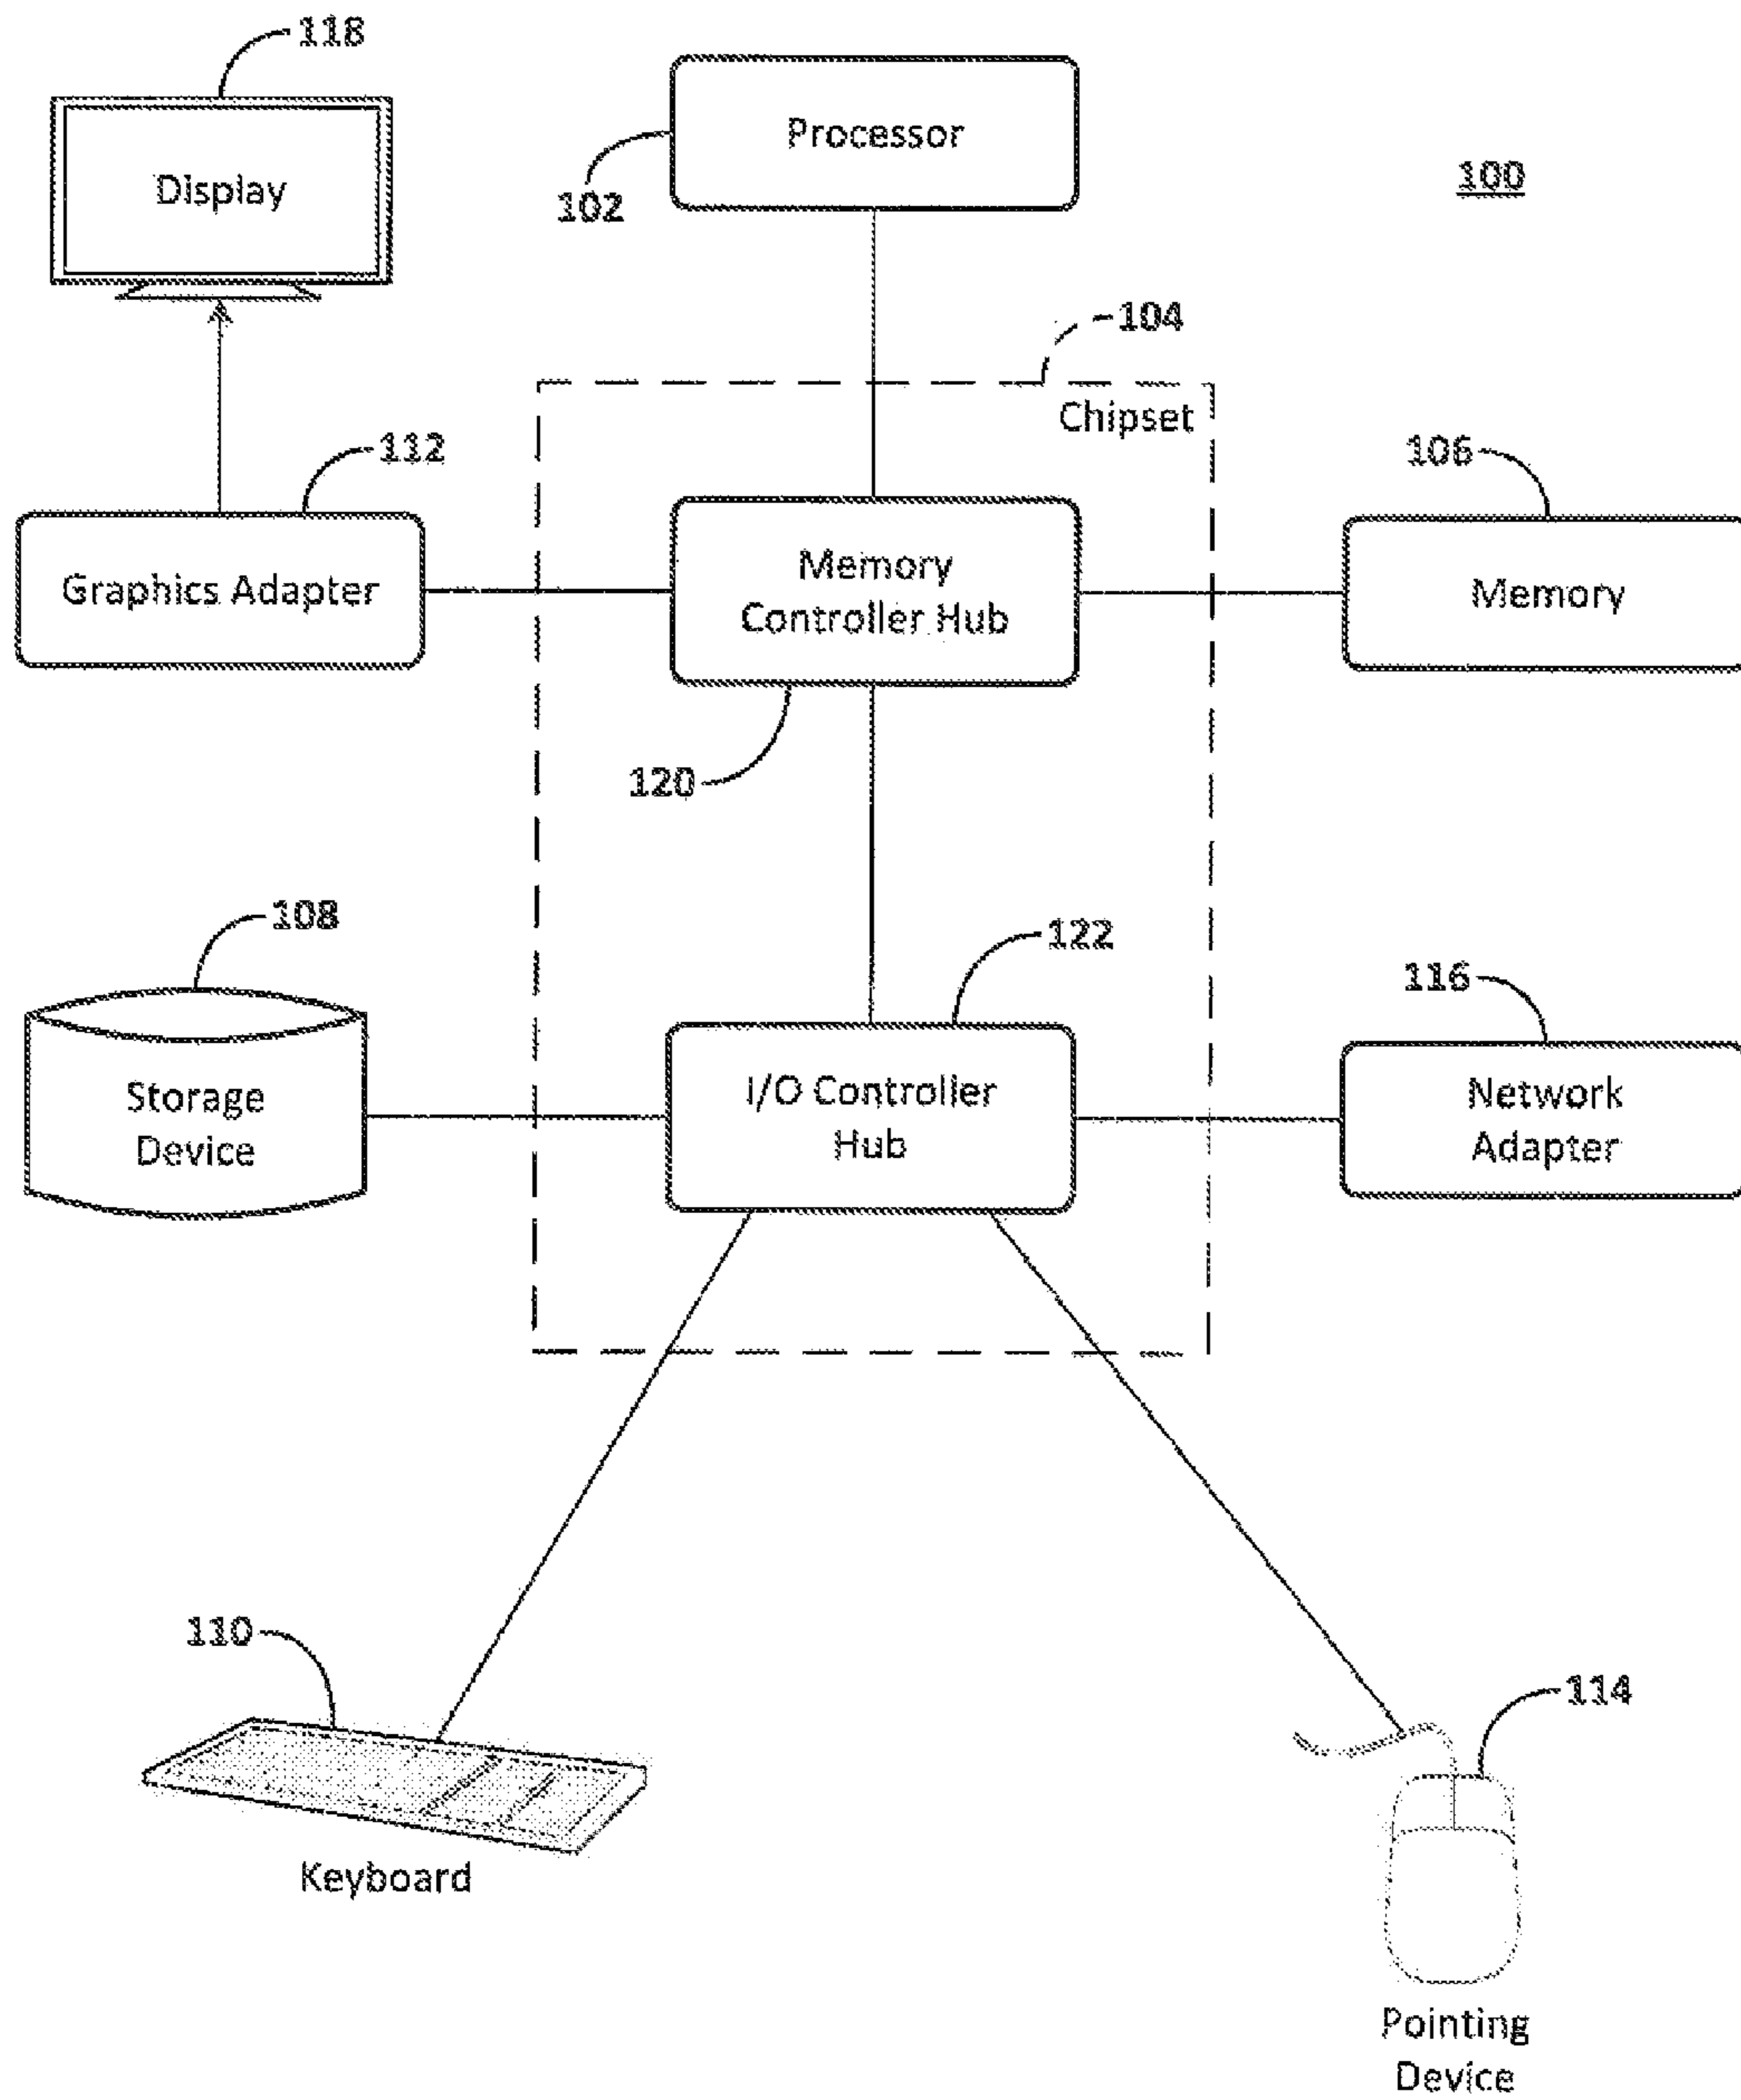 118
Processor
Display
102
100
104
Chipset
112
106
Graphics Adapter
Memory
Controller Hub
Memory
120
108
122
116
Storage
Device
I/O Controller
Hub
Network
Adapter
110
114
Keyboard
Pointing
Device